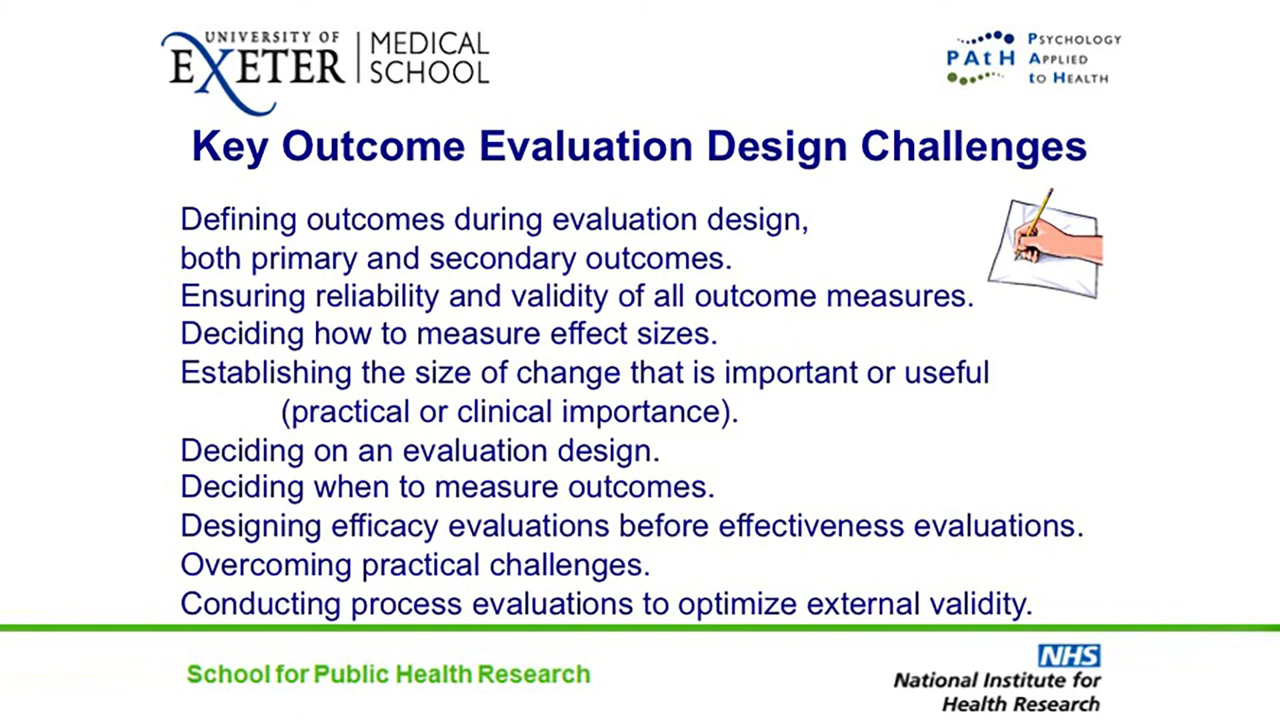 UNIVERSITY OF
EXETER
MEDICAL
SCHOOL
PAtH
PSYCHOLOGY
APPLIED
to HEALTH
Key Outcome Evaluation Design Challenges
Defining outcomes during evaluation design,
both primary and secondary outcomes.
Ensuring reliability and validity of all outcome measures.
Deciding how to measure effect sizes.
Establishing the size of change that is important or useful
(practical or clinical importance).
Deciding on an evaluation design.
Deciding when to measure outcomes.
Designing efficacy evaluations before effectiveness evaluations.
Overcoming practical challenges.
Conducting process evaluations to optimize external validity.
School for Public Health Research
NHS
National Institute for
Health Research